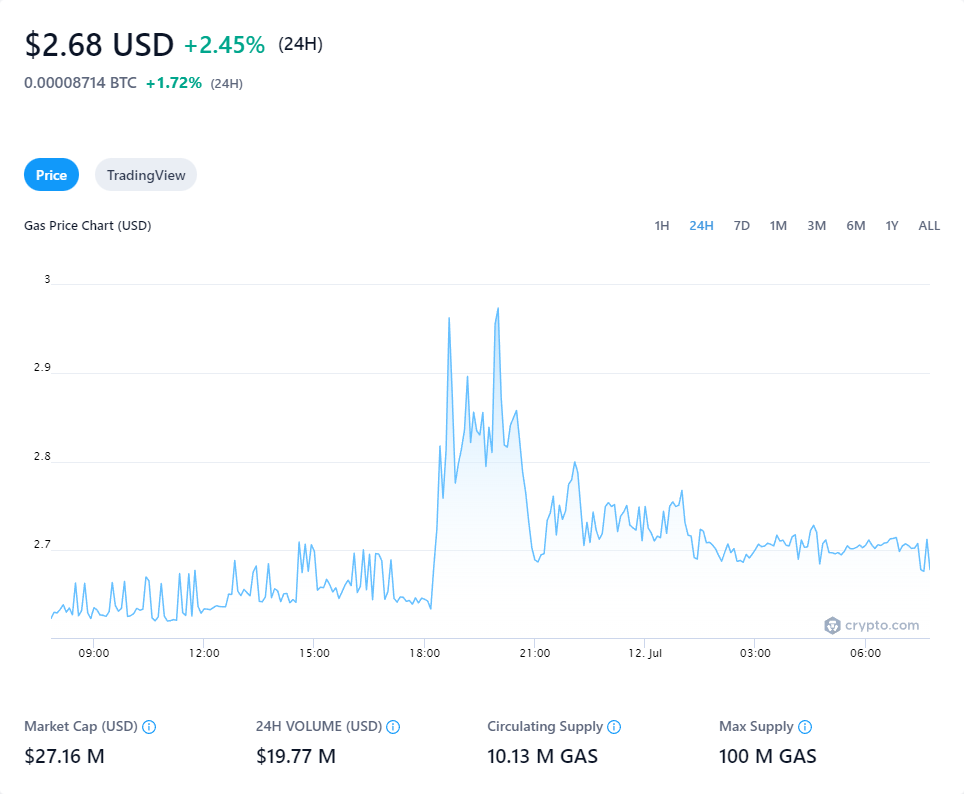 $2.68 USD +2.45% (24H)
0.00008714 BTC +1.72% (24H)
Price TradingView
Gas Price Chart (USD) 1H 24H 7D 1M 3M 6M 1Y ALL
3
2.9
2.8
2.7
crypto.com
09:00 12:00 15:00 18:00 21:00 12. Jul 03:00 06:00
Market Cap (USD) 24H VOLUME (USD) Circulating Supply Max Supply
$27.16 M $19.77 M 10.13 M GAS 100 M GAS